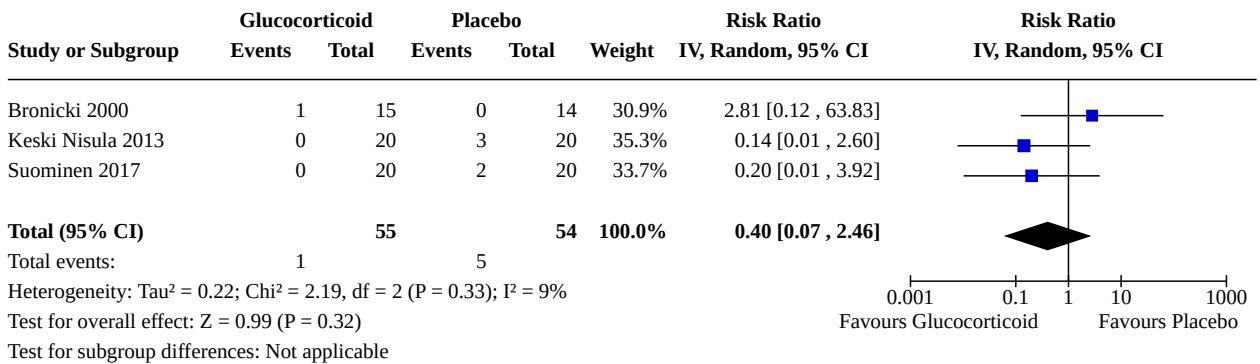 Glucocorticoid Placebo Risk Ratio Risk Ratio
Study or Subgroup Events Total Events Total Weight IV, Random, 95% CI IV, Random, 95% CI
Bronicki 2000 1 15 0 14 30.9% 2.81 [0.12 , 63.83]
Keski Nisula 2013 0 20 3 20 35.3% 0.14 [0.01 , 2.60]
Suominen 2017 0 20 2 20 33.7% 0.20 [0.01 , 3.92]
Total (95% CI) 55 54 100.0% 0.40 [0.07 , 2.46]
Total events: 1 5
Heterogeneity: Tau² = 0.22; Chi² = 2.19, df = 2 (P = 0.33); I² = 9%
0.001 0.1 1 10 1000
Test for overall effect: Z = 0.99 (P = 0.32) Favours Glucocorticoid Favours Placebo
Test for subgroup differences: Not applicable